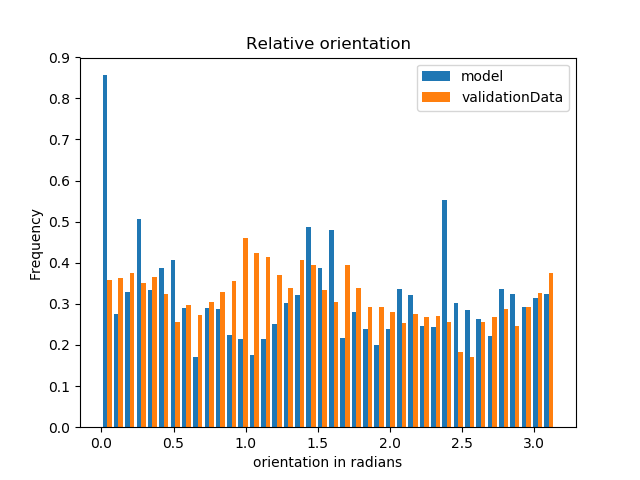 Relative orientation
model
validationData
Frequency
0.9
0.8
0.7
0.6
0.5
0.4
0.3
0.2
0.1
0.0
0.0 0.5 1.0 1.5 2.0 2.5 3.0
orientation in radians